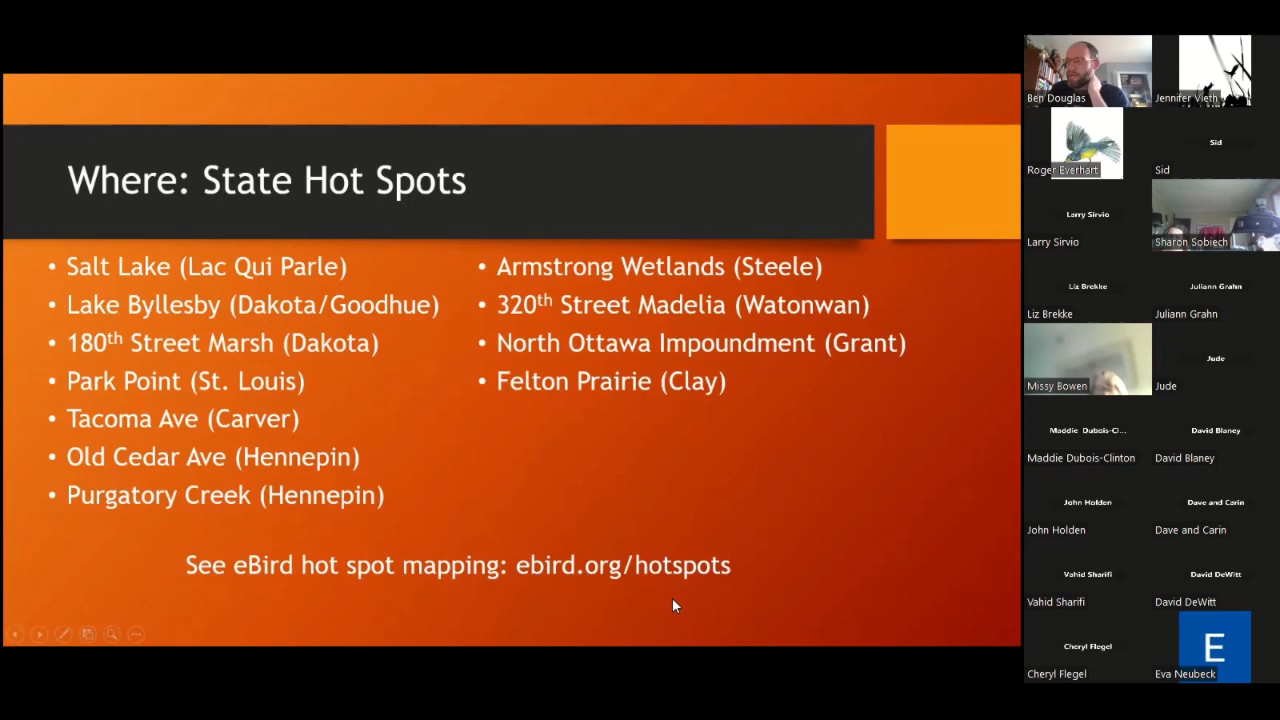 Where: State Hot Spots
• Salt Lake (Lac Qui Parle)
• Lake Byllesby (Dakota/Goodhue)
• 180th Street Marsh (Dakota)
• Park Point (St. Louis)
• Tacoma Ave (Carver)
• Old Cedar Ave (Hennepin)
• Purgatory Creek (Hennepin)
• Armstrong Wetlands (Steele)
• 320th Street Madelia (Watonwan)
• North Ottawa Impoundment (Grant)
• Felton Prairie (Clay)
See eBird hot spot mapping: ebird.org/hotspots
Ben Douglas
Jennifer Vieth
Roger Everhart
Sid
Sid
Larry Sirvio
Larry Sirvio
Sharon Sobiech
Liz Brekke
Liz Brekke
Juliann Grahn
Juliann Grahn
Missy Bowen
Jude
Jude
Maddie Dubois-Cl...
Maddie Dubois-Clinton
David Blaney
David Blaney
John Holden
John Holden
Dave and Carin
Dave and Carin
Vahid Sharifi
Vahid Sharifi
David DeWitt
David DeWitt
Cheryl Flegel
Cheryl Flegel
E
Eva Neubeck